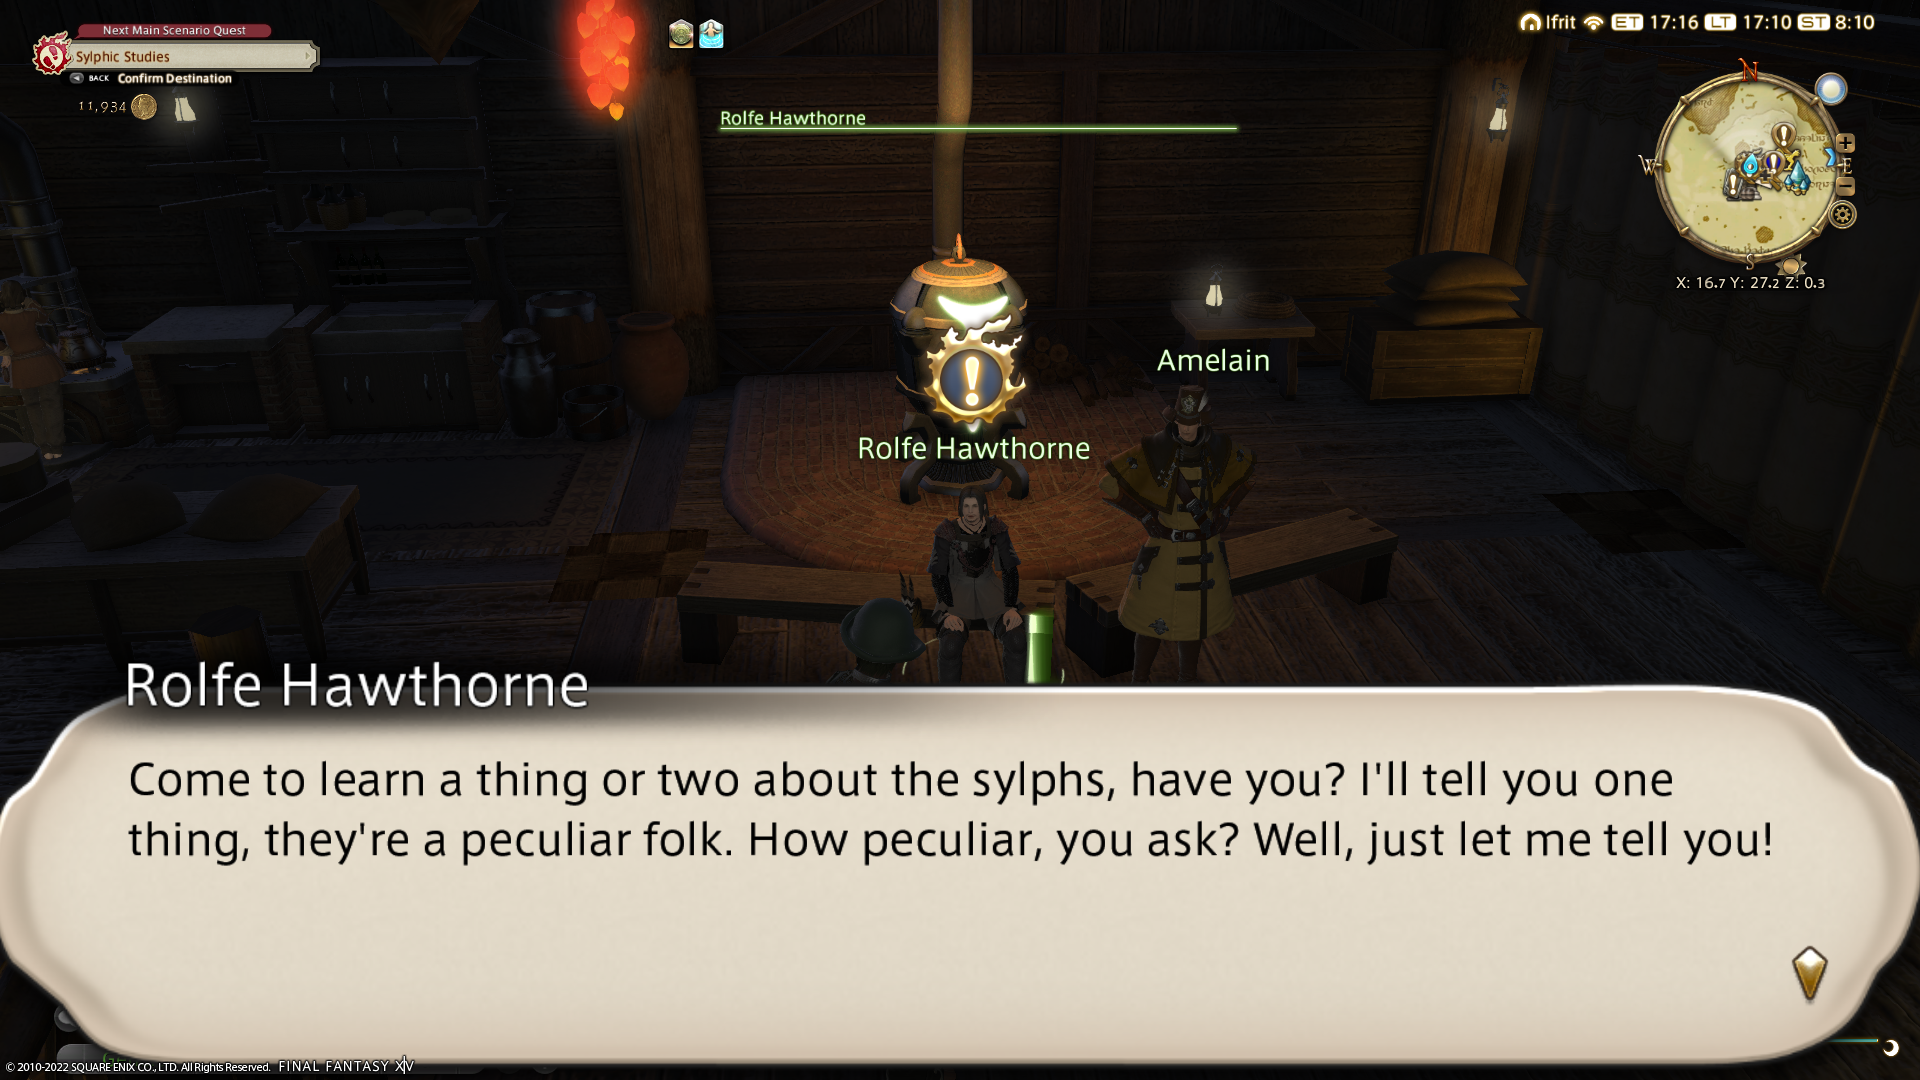 Next Main Scenario Quest
Sylphic Studies
BACK Confirm Destination
11,934
Ifrit ET 17:16 LT 17:10 ST 8:10
Rolfe Hawthorne
N
W
E
S
X: 16.7 Y: 27.2 Z: 0.3
Amelain
Rolfe Hawthorne
Rolfe Hawthorne
Come to learn a thing or two about the sylphs, have you? I'll tell you one
thing, they're a peculiar folk. How peculiar, you ask? Well, just let me tell you!
© 2010-2022 SQUARE ENIX CO., LTD. All Rights Reserved. FINAL FANTASY XIV